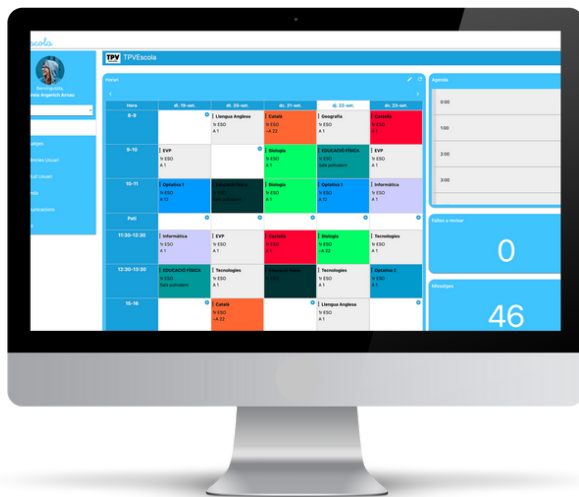 TPV TPVEscola
Horari
Agenda
Hora
dl. 19-set.
dt. 20-set.
dc. 21-set.
dj. 22-set.
dv. 23-set.
8-9
Llengua Anglesa
1r ESO
A 1
Català
1r ESO
-A 22
Geografia
1r ESO
A 1
Castellà
1r ESO
A 1
9-10
EVP
1r ESO
A 1
Biologia
1r ESO
A 1
EDUCACIÓ FÍSICA
1r ESO
Sala polivalent
EVP
1r ESO
A 1
10-11
Optativa 1
1r ESO
A 12
Biologia
1r ESO
A 1
Optativa 1
1r ESO
A 12
Informàtica
1r ESO
A 1
Pati
11:30-12:30
Informàtica
1r ESO
A 1
EVP
1r ESO
A 1
Castellà
1r ESO
A 1
Biologia
1r ESO
-A 22
Tecnologies
1r ESO
A 1
12:30-13:30
EDUCACIÓ FÍSICA
1r ESO
Sala polivalent
Tecnologies
1r ESO
A 1
Tecnologies
1r ESO
A 1
Optativa 2
1r ESO
A 1
15-16
Català
1r ESO
-A 22
Llengua Anglesa
1r ESO
A 1
0:00
1:00
2:00
3:00
Faltes a revisar
0
Missatges
46